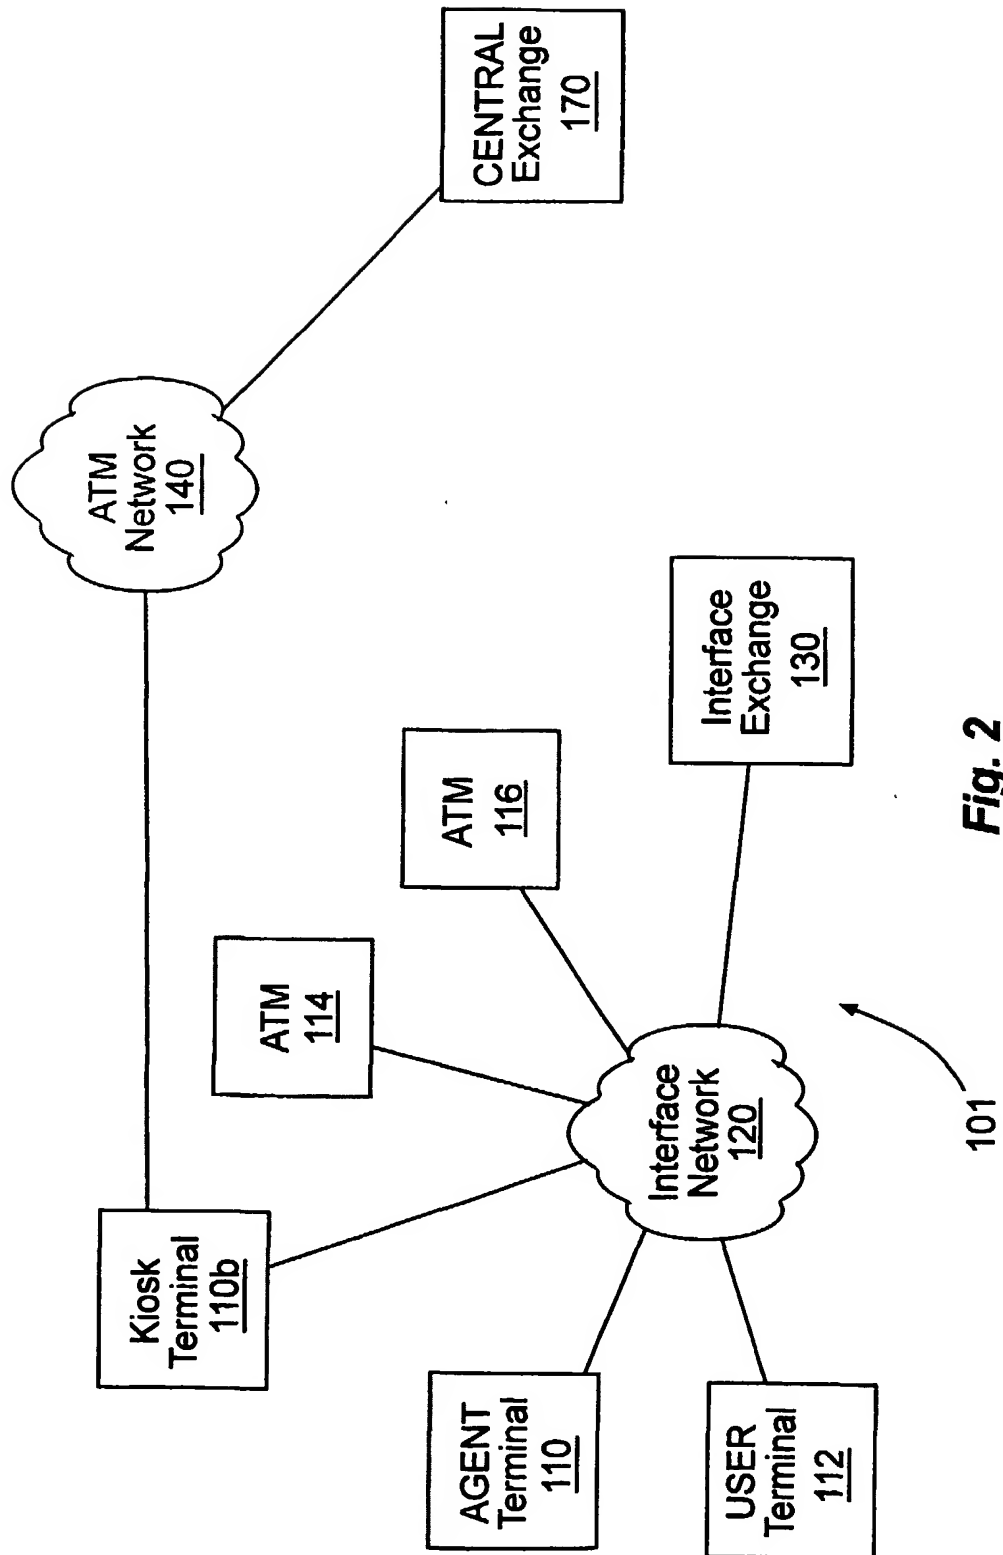 Kiosk
Terminal
110b
ATM
Network
140
CENTRAL
Exchange
170
ATM
114
ATM
116
AGENT
Terminal
110
Interface
Network
120
Interface
Exchange
130
USER
Terminal
112
101
Fig. 2